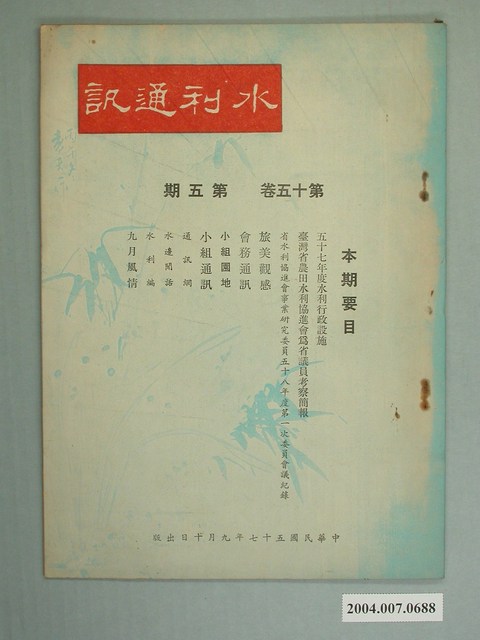 水利通訊
第十五卷 第五期
本期要目
五十七年度水利行政設施
臺灣省農田水利協進會為省議員考察簡報
省水利協進會事業研究委員五十八年度第一次委員會議紀錄
旅美觀感
會務通訊
小組園地
小組通訊
通訊網
水邊閒話
水利編
九月風情
中華民國五十七年九月十日出版
2004.007.0688